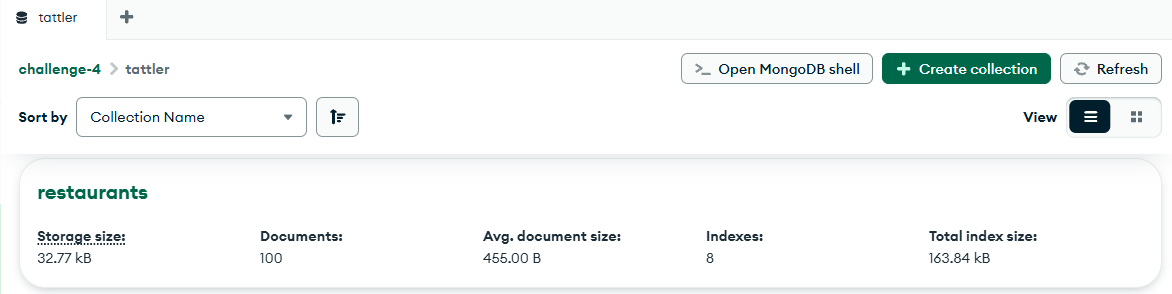 tattler
challenge-4 > tattler
Open MongoDB shell
Create collection
Refresh
Sort by
Collection Name
View
restaurants
Storage size: Documents: Avg. document size: Indexes: Total index size:
32.77 kB 100 455.00 B 8 163.84 kB